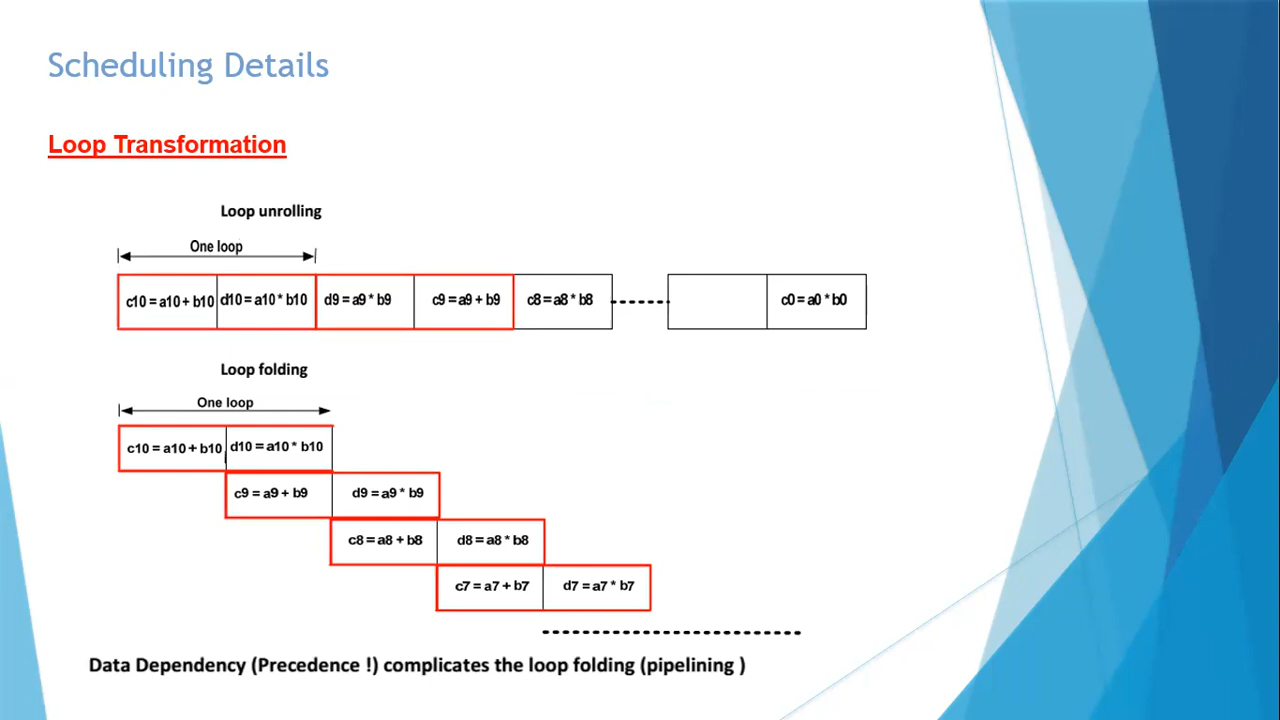 Scheduling Details
Loop Transformation
Loop unrolling
One loop
c10 = a10 + b10 d10 = a10 * b10 d9 = a9 * b9 c9 = a9 + b9 c8 = a8 * b8 c0 = a0 * b0
Loop folding
One loop
c10 = a10 + b10 d10 = a10 * b10
c9 = a9 + b9 d9 = a9 * b9
c8 = a8 + b8 d8 = a8 * b8
c7 = a7 + b7 d7 = a7 * b7
Data Dependency (Precedence !) complicates the loop folding (pipelining )